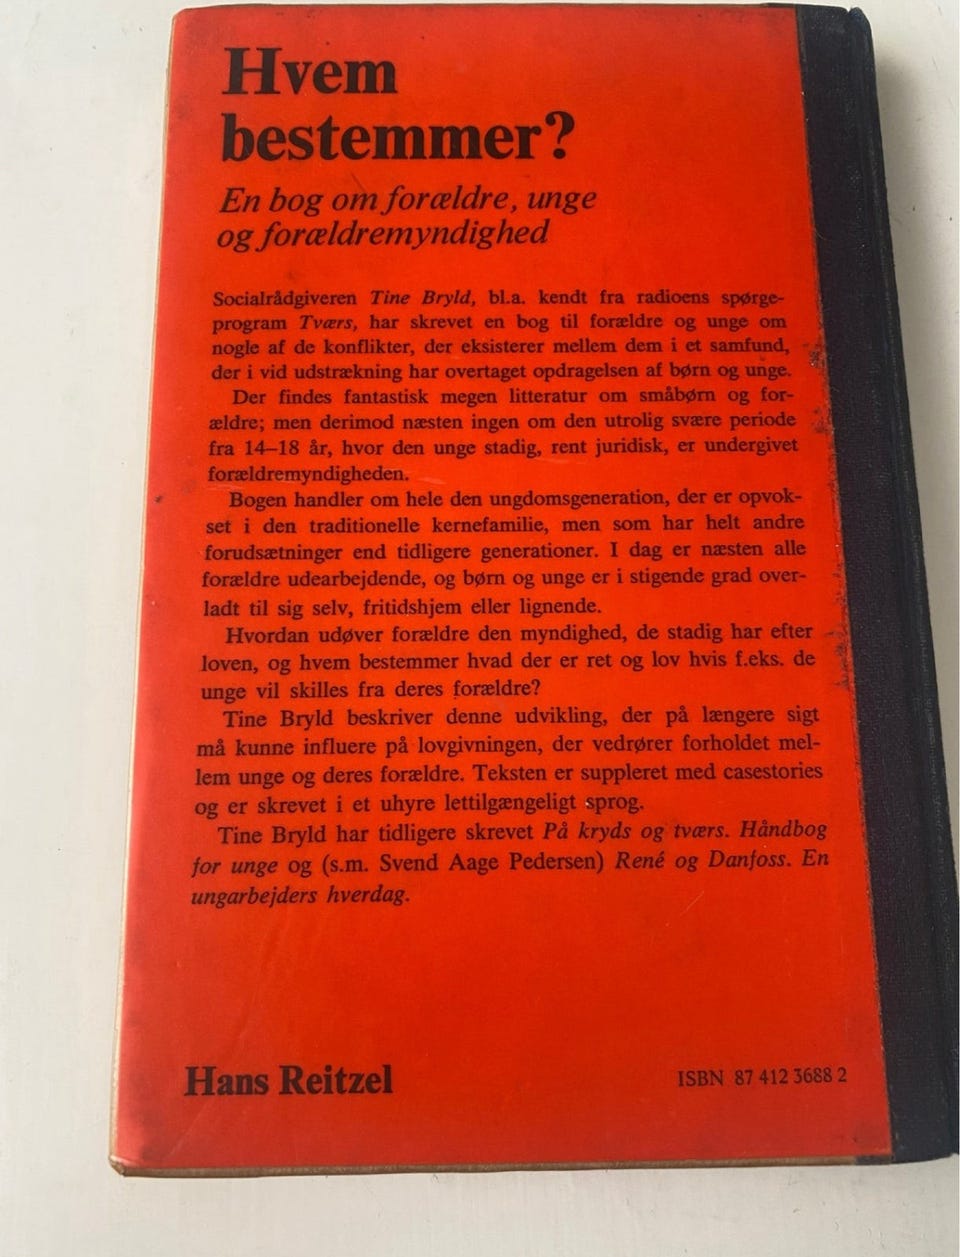 Hvem
bestemmer?
En bog om forældre, unge
og forældremyndighed
Socialrådgiveren Tine Bryld, bl.a. kendt fra radioens spørge-
program Tværs, har skrevet en bog til forældre og unge om
nogle af de konflikter, der eksisterer mellem dem i et samfund,
der i vid udstrækning har overtaget opdragelsen af børn og unge.
Der findes fantastisk megen litteratur om småbørn og for-
ældre; men derimod næsten ingen om den utrolig svære periode
fra 14–18 år, hvor den unge stadig, rent juridisk, er undergivet
forældremyndigheden.
Bogen handler om hele den ungdomsgeneration, der er opvok-
set i den traditionelle kernefamilie, men som har helt andre
forudsætninger end tidligere generationer. I dag er næsten alle
forældre udearbejdende, og børn og unge er i stigende grad over-
ladt til sig selv, fritidshjem eller lignende.
Hvordan udøver forældre den myndighed, de stadig har efter
loven, og hvem bestemmer hvad der er ret og lov hvis f.eks. de
unge vil skilles fra deres forældre?
Tine Bryld beskriver denne udvikling, der på længere sigt
må kunne influere på lovgivningen, der vedrører forholdet mel-
lem unge og deres forældre. Teksten er suppleret med casestories
og er skrevet i et uhyre lettilgængeligt sprog.
Tine Bryld har tidligere skrevet På kryds og tværs. Håndbog
for unge og (s.m. Svend Aage Pedersen) René og Danfoss. En
ungarbejders hverdag.
Hans Reitzel
ISBN 87 412 3688 2